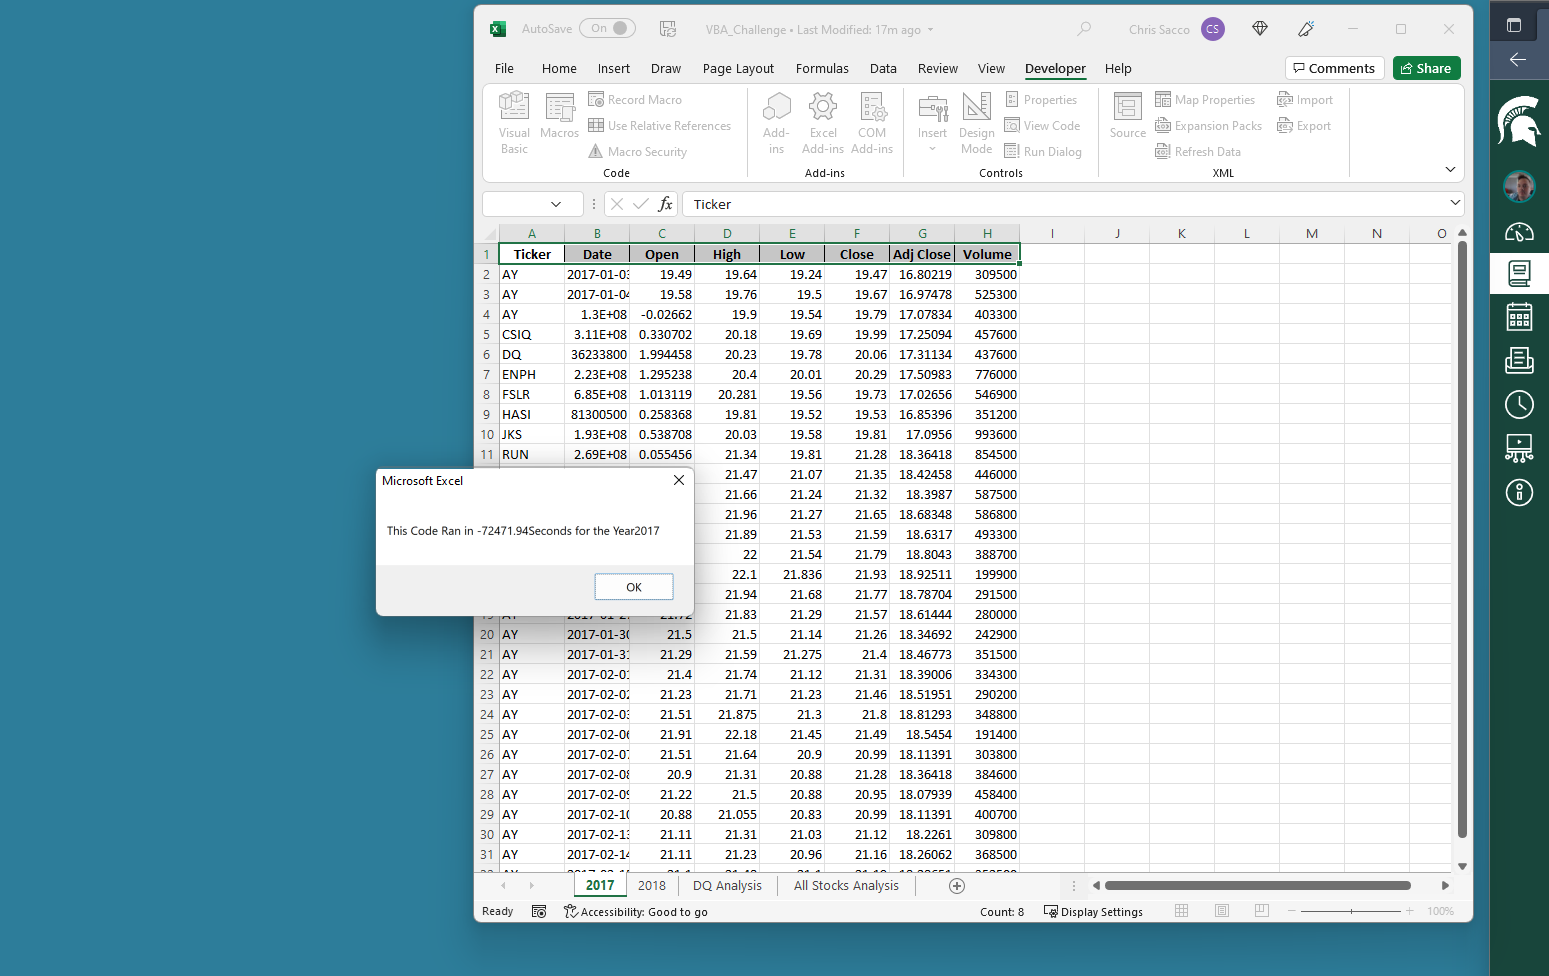 AutoSave On VBA_Challenge • Last Modified: 17m ago Chris Sacco CS
File Home Insert Draw Page Layout Formulas Data Review View Developer Help Comments Share
Visual Basic
Macros
Record Macro
Use Relative References
Macro Security
Code
Add-ins
Excel Add-ins
COM Add-ins
Add-ins
Insert
Design Mode
Properties
View Code
Run Dialog
Controls
Source
Map Properties
Expansion Packs
Refresh Data
Import
Export
XML
fx Ticker
A B C D E F G H I J K L M N O
1 Ticker Date Open High Low Close Adj Close Volume
2 AY 2017-01-03 19.49 19.64 19.24 19.47 16.80219 309500
3 AY 2017-01-04 19.58 19.76 19.5 19.67 16.97478 525300
4 AY 1.3E+08 -0.02662 19.9 19.54 19.79 17.07834 403300
5 CSIQ 3.11E+08 0.330702 20.18 19.69 19.99 17.25094 457600
6 DQ 36233800 1.994458 20.23 19.78 20.06 17.31134 437600
7 ENPH 2.23E+08 1.295238 20.4 20.01 20.29 17.50983 776000
8 FSLR 6.85E+08 1.013119 20.281 19.56 19.73 17.02656 546900
9 HASI 81300500 0.258368 19.81 19.52 19.53 16.85396 351200
10 JKS 1.93E+08 0.538708 20.03 19.58 19.81 17.0956 993600
11 RUN 2.69E+08 0.055456 21.34 19.81 21.28 18.36418 854500
21.47 21.07 21.35 18.42458 446000
21.66 21.24 21.32 18.3987 587500
21.96 21.27 21.65 18.68348 586800
21.89 21.53 21.59 18.6317 493300
22 21.54 21.79 18.8043 388700
22.1 21.836 21.93 18.92511 199900
21.94 21.68 21.77 18.78704 291500
21.83 21.29 21.57 18.61444 280000
Microsoft Excel
This Code Ran in -72471.94Seconds for the Year2017
OK
20 AY 2017-01-30 21.5 21.5 21.14 21.26 18.34692 242900
21 AY 2017-01-31 21.29 21.59 21.275 21.4 18.46773 351500
22 AY 2017-02-01 21.4 21.74 21.12 21.31 18.39006 334300
23 AY 2017-02-02 21.23 21.71 21.23 21.46 18.51951 290200
24 AY 2017-02-03 21.51 21.875 21.3 21.8 18.81293 348800
25 AY 2017-02-06 21.91 22.18 21.45 21.49 18.5454 191400
26 AY 2017-02-07 21.51 21.64 20.9 20.99 18.11391 303800
27 AY 2017-02-08 20.9 21.31 20.88 21.28 18.36418 384600
28 AY 2017-02-09 21.22 21.5 20.88 20.95 18.07939 458400
29 AY 2017-02-10 20.88 21.055 20.83 20.99 18.11391 400700
30 AY 2017-02-13 21.11 21.31 21.03 21.12 18.2261 309800
31 AY 2017-02-14 21.11 21.23 20.96 21.16 18.26062 368500
2017 2018 DQ Analysis All Stocks Analysis
Ready Accessibility: Good to go Count: 8 Display Settings 100%